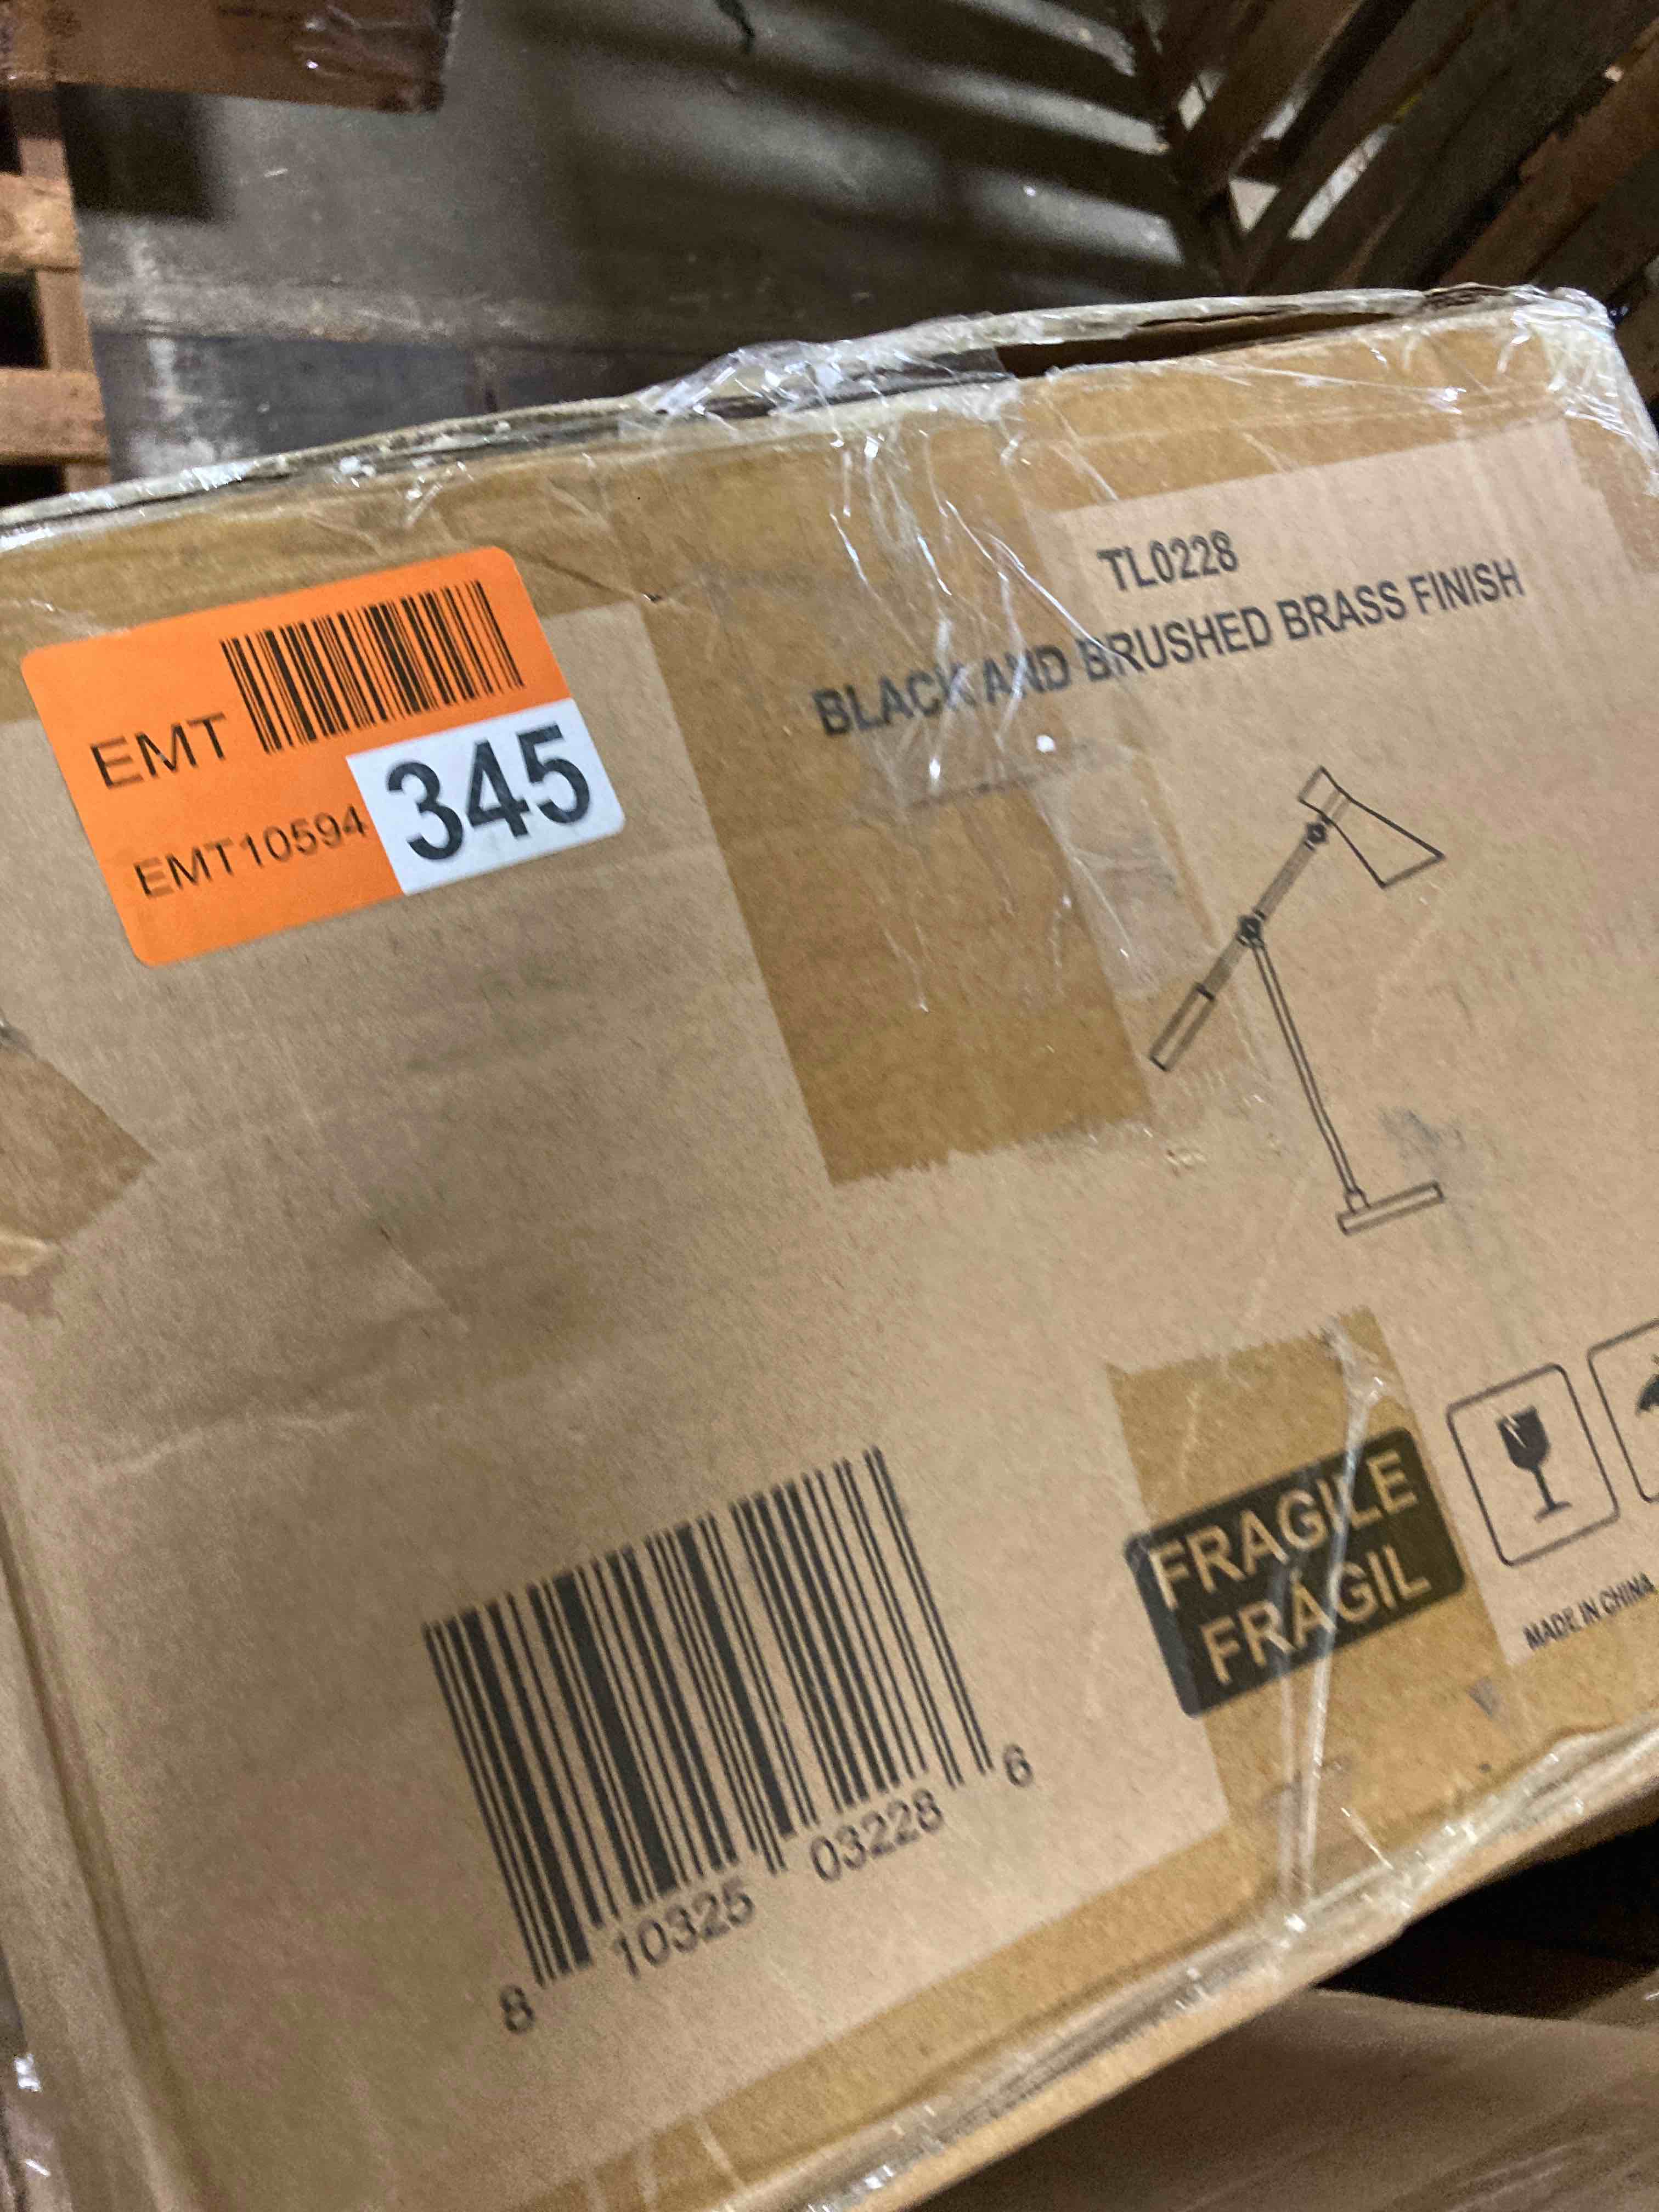 TL0228
BLACK AND BRUSHED BRASS FINISH
EMT
EMT10594
345
FRAGILE
FRÁGIL
MADE IN CHINA
8 10325 03228 6